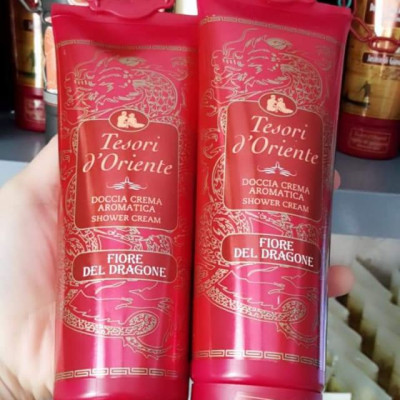 Tesori
d'Oriente
DOCCIA CREMA
AROMATICA
SHOWER CREAM
FIORE
DEL DRAGONE
Tesori
d'Oriente
DOCCIA CREMA
AROMATICA
SHOWER CREAM
FIORE
DEL DRAGONE